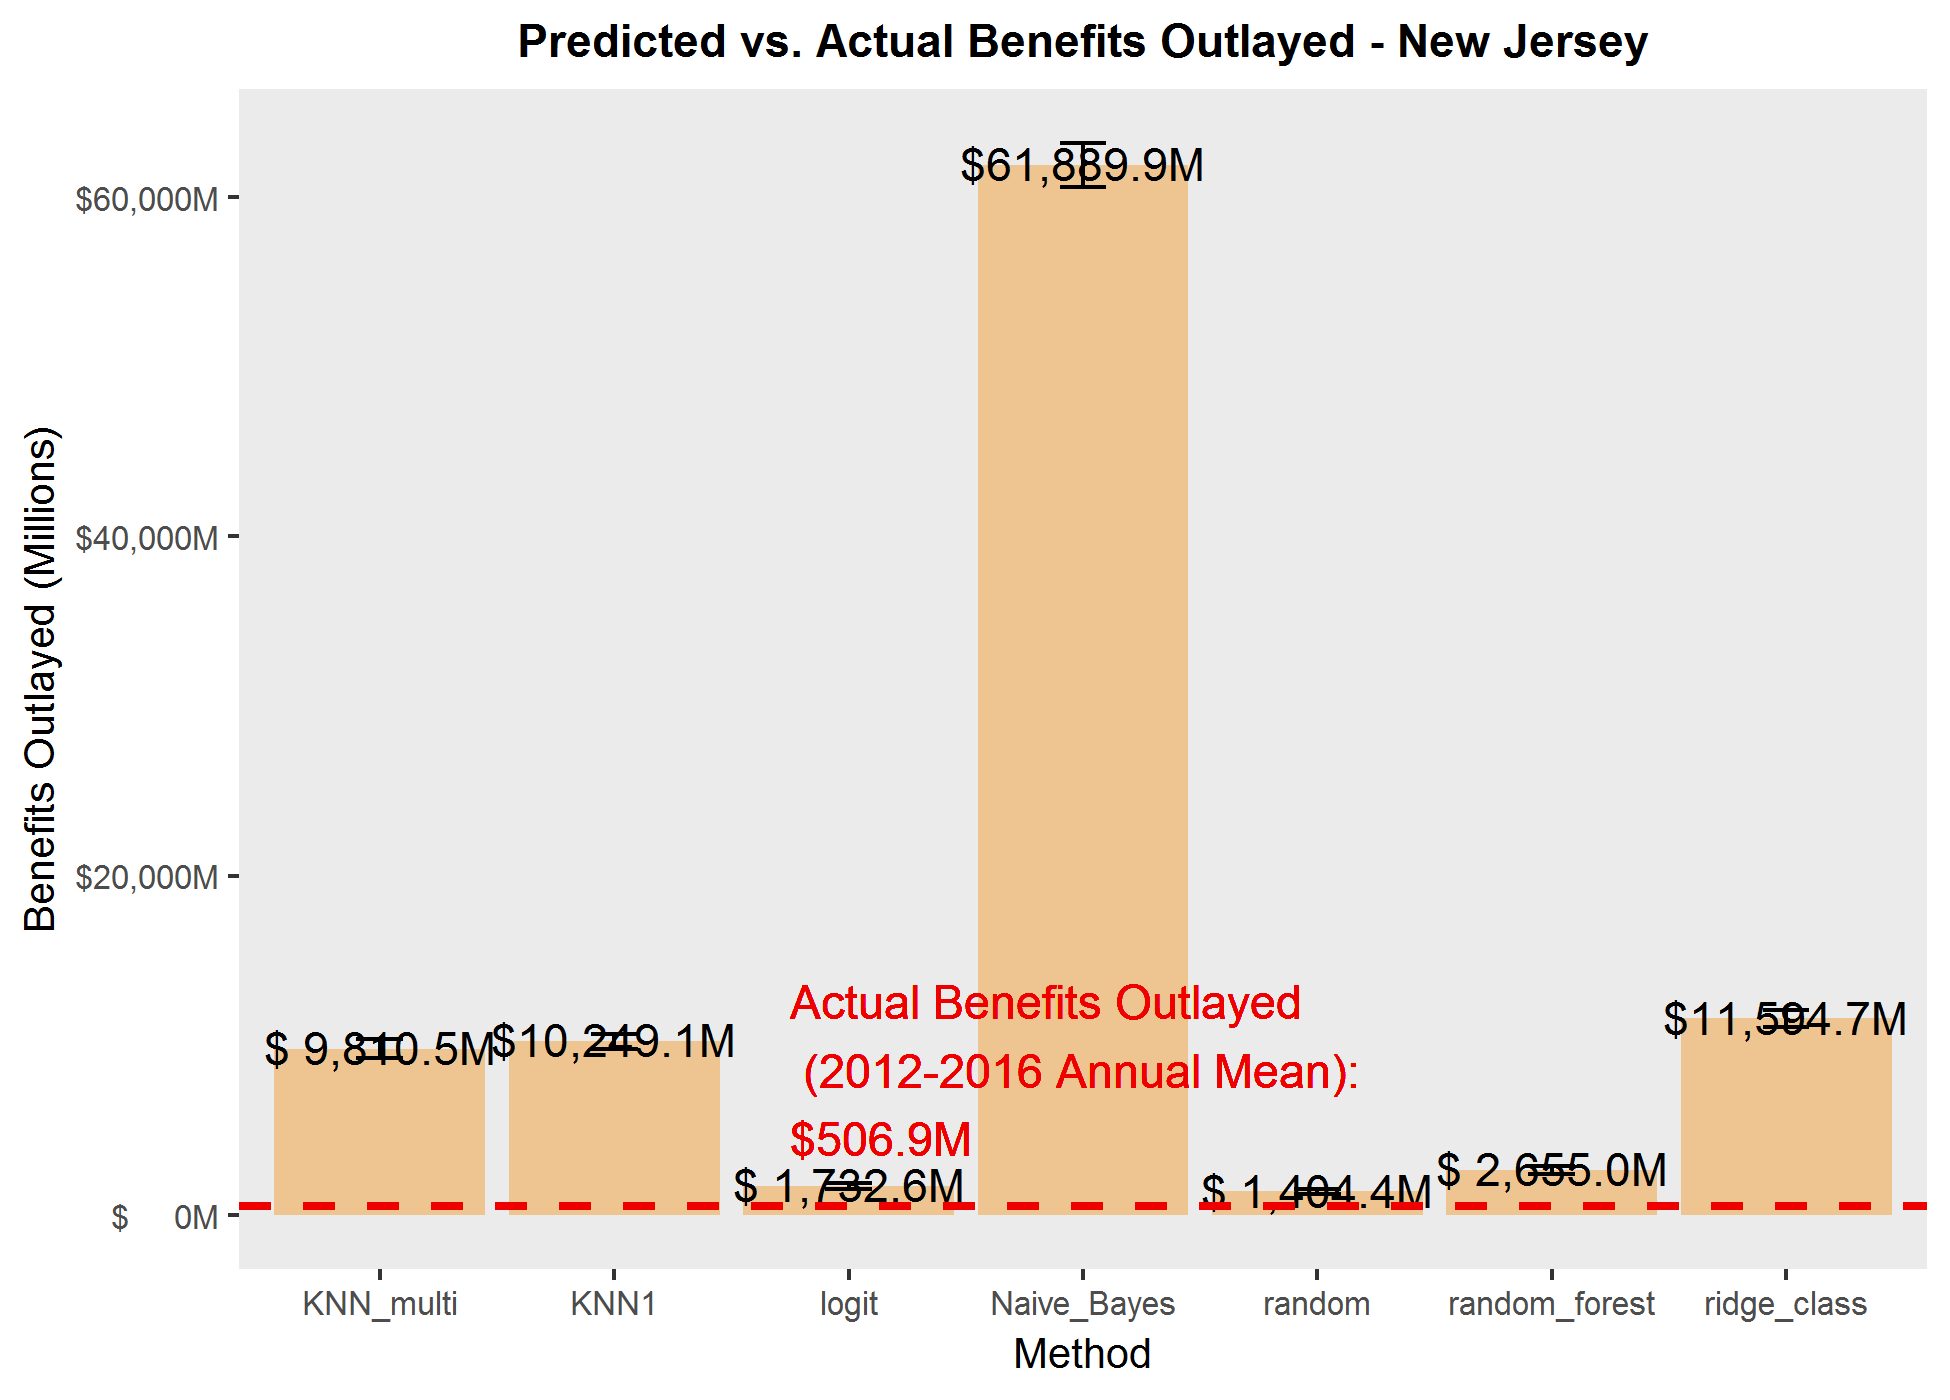 Predicted vs. Actual Benefits Outlayed - New Jersey
Benefits Outlayed (Millions)
$60,000M
$40,000M
$20,000M
$ 0M
$ 9,810.5M
$10,249.1M
$ 1,732.6M
$61,889.9M
$ 1,404.4M
$ 2,655.0M
$11,594.7M
Actual Benefits Outlayed
(2012-2016 Annual Mean):
$506.9M
KNN_multi
KNN1
logit
Naive_Bayes
random
random_forest
ridge_class
Method